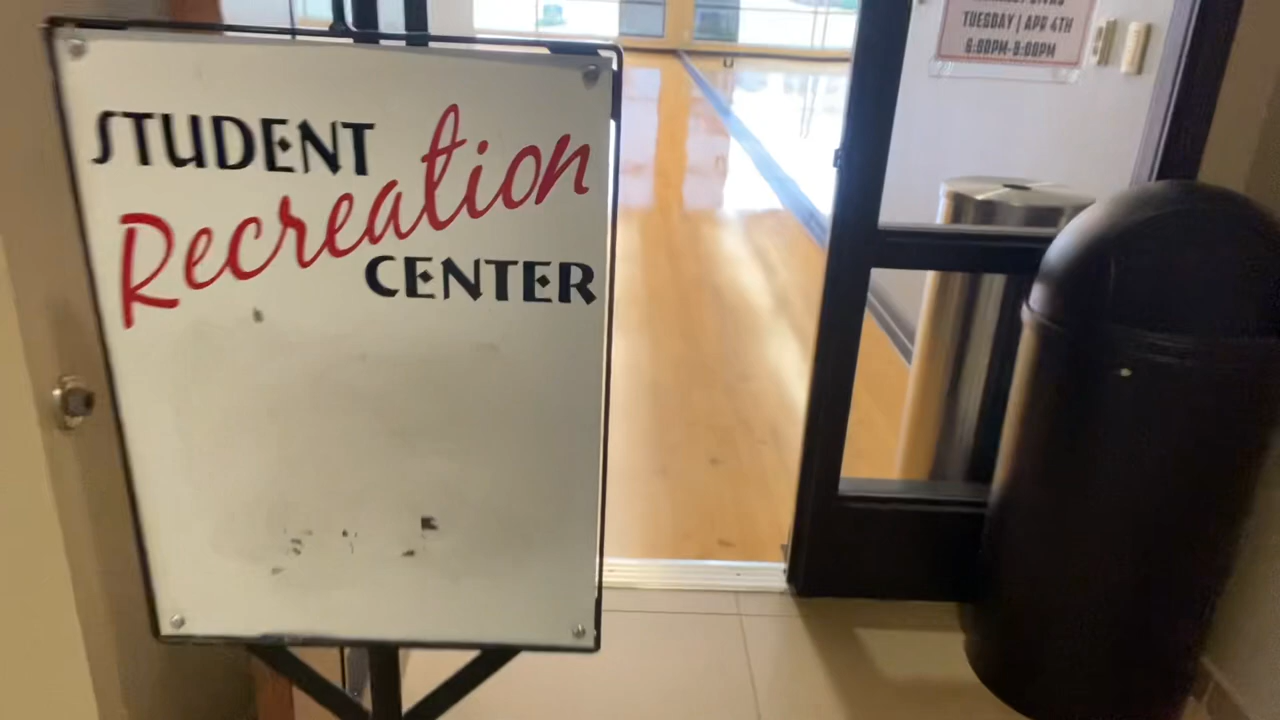 STUDENT
Recreation
CENTER
TUESDAY | APR 4TH
6:00PM-8:00PM